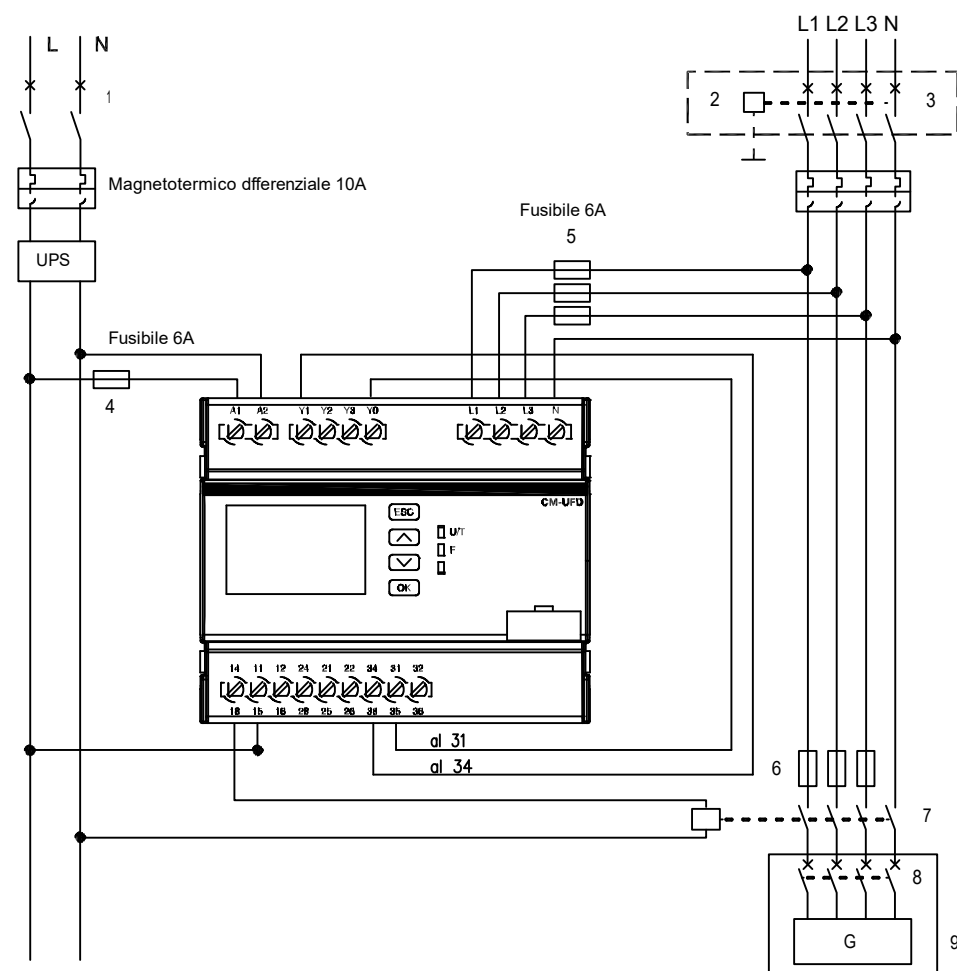 L N
L1 L2 L3 N
1
2
3
Magnetotermico dfferenziale 10A
Fusibile 6A
5
UPS
Fusibile 6A
4
A1 A2 Y1 Y2 Y3 Y0 L1 L2 L3 N
CM-UFD
ESC
U/T
F
OK
14 11 12 24 21 22 34 31 32
18 15 16 28 25 26 38 35 36
al 31
al 34
6
7
8
G
9